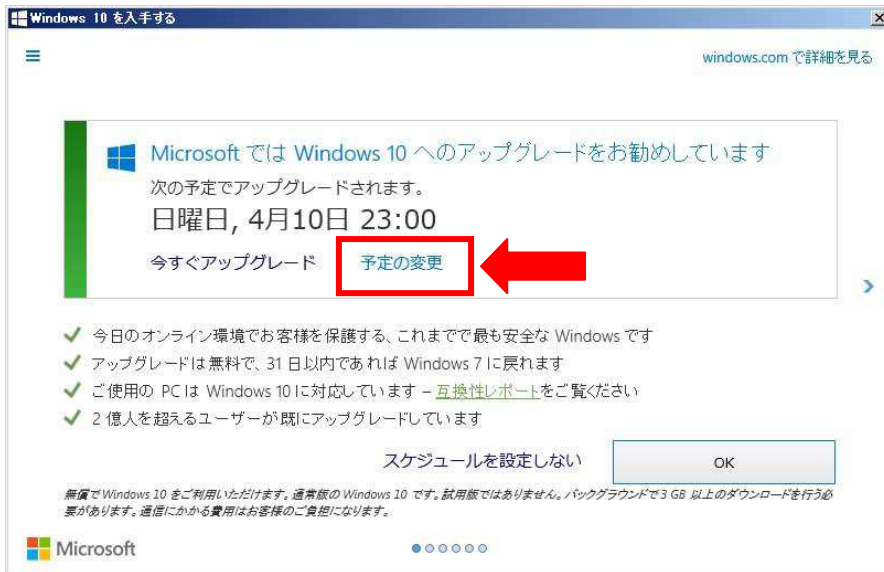 Windows 10 を入手する
windows.com で詳細を見る
Microsoft では Windows 10 へのアップグレードをお勧めしています
次の予定でアップグレードされます。
日曜日, 4月10日 23:00
今すぐアップグレード 予定の変更
今日のオンライン環境でお客様を保護する、これまでで最も安全な Windows です
アップグレードは無料で、31 日以内であれば Windows 7 に戻れます
ご使用の PC は Windows 10 に対応しています – 互換性レポートをご覧ください
2 億人を超えるユーザーが既にアップグレードしています
スケジュールを設定しない OK
無償で Windows 10 をご利用いただけます。通常版の Windows 10 です。試用版ではありません。バックグラウンドで 3 GB 以上のダウンロードを行う必
要があります。通信にかかる費用はお客様のご負担になります。
Microsoft